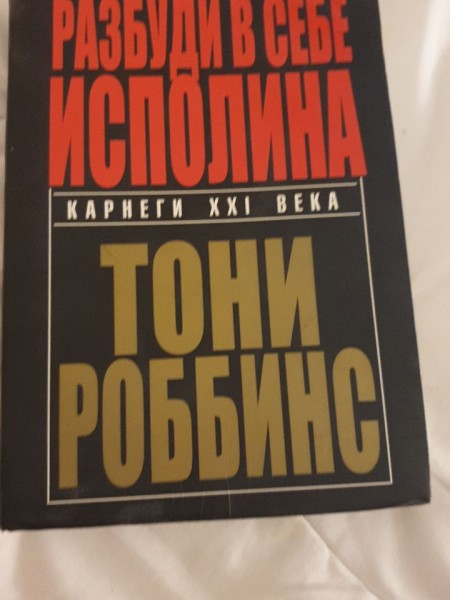 РАЗБУДИ В СЕБЕ
ИСПОЛИНА
КАРНЕГИ XXI ВЕКА
ТОНИ
РОББИНС